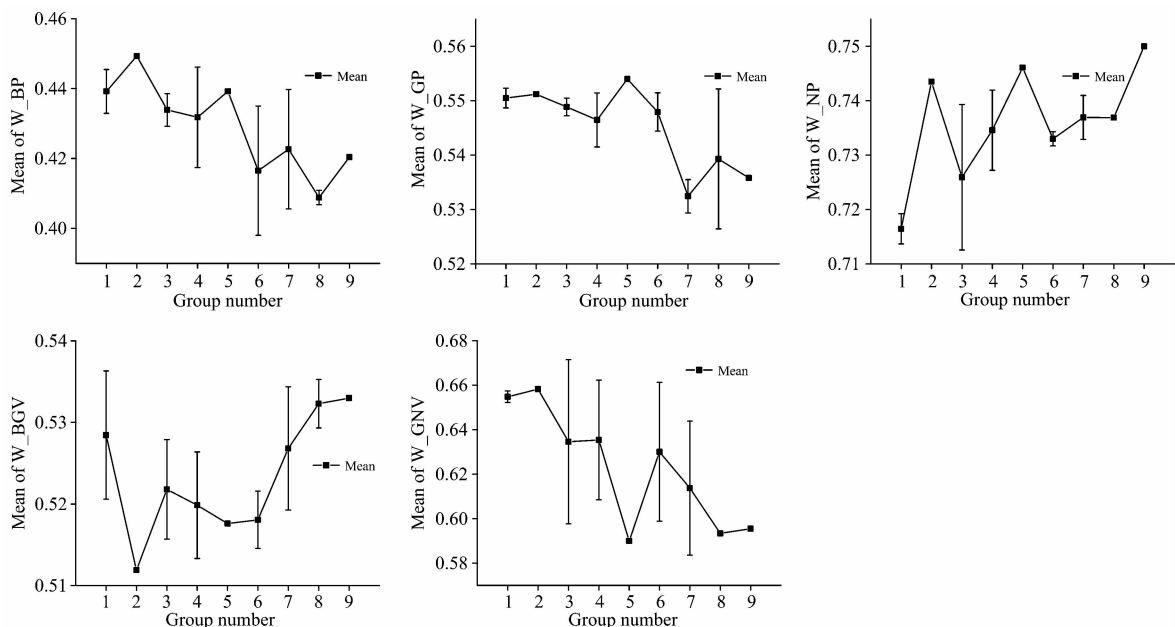 0.46
0.44
0.42
0.40
Mean of W_BP
Mean
1 2 3 4 5 6 7 8 9
Group number
0.56
0.55
0.54
0.53
0.52
Mean of W_GP
Mean
1 2 3 4 5 6 7 8 9
Group number
0.75
0.74
0.73
0.72
0.71
Mean of W_NP
Mean
1 2 3 4 5 6 7 8 9
Group number
0.54
0.53
0.52
0.51
Mean of W_BGV
Mean
1 2 3 4 5 6 7 8 9
Group number
0.68
0.66
0.64
0.62
0.60
0.58
Mean of W_GNV
Mean
1 2 3 4 5 6 7 8 9
Group number